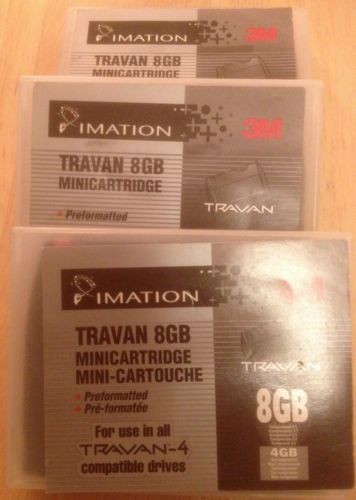 IMATION
3M
TRAVAN 8GB
MINICARTRIDGE
IMATION
3M
TRAVAN 8GB
MINICARTRIDGE
• Preformatted
TRAVAN
IMATION
TRAVAN 8GB
MINICARTRIDGE
MINI-CARTOUCHE
• Preformatted
• Pré-formatée
For use in all
TRAVAN-4
compatible drives
TRAVAN
8GB
4GB